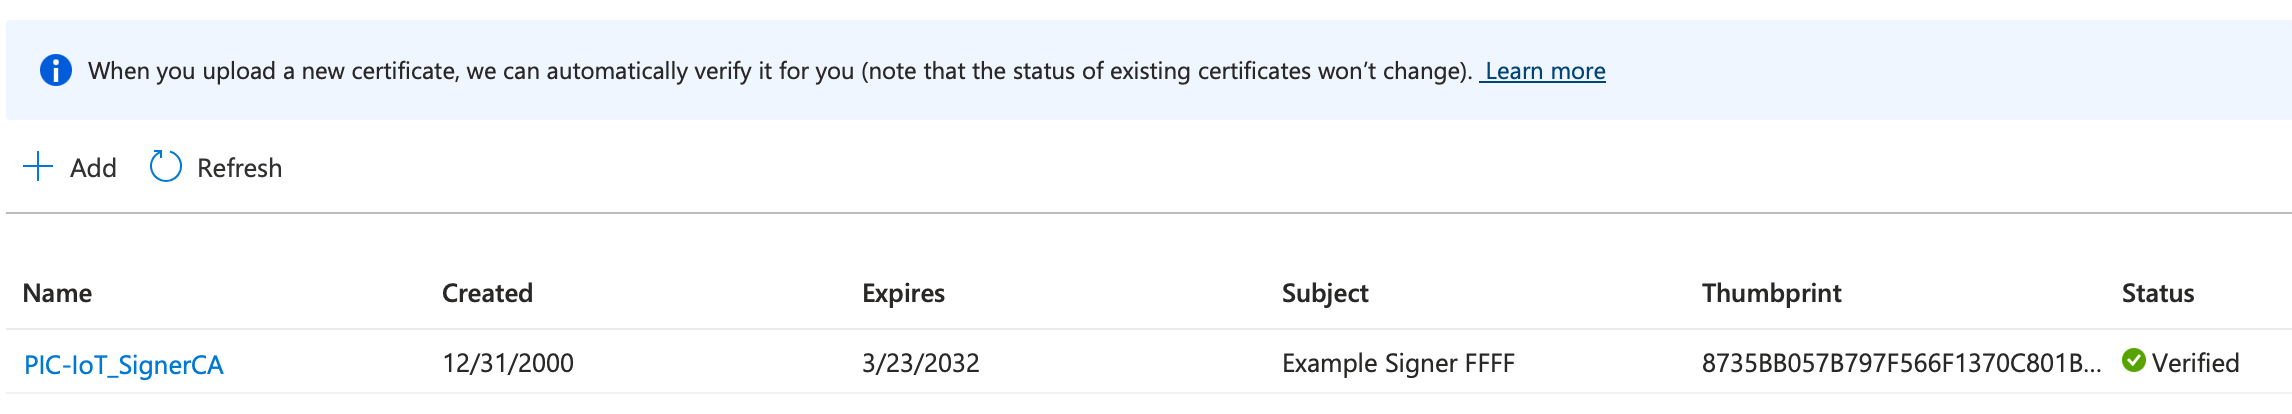 When you upload a new certificate, we can automatically verify it for you (note that the status of existing certificates won’t change). Learn more
Add Refresh
Name Created Expires Subject Thumbprint Status
PIC-IoT_SignerCA 12/31/2000 3/23/2032 Example Signer FFFF 8735BB057B797F566F1370C801B... Verified